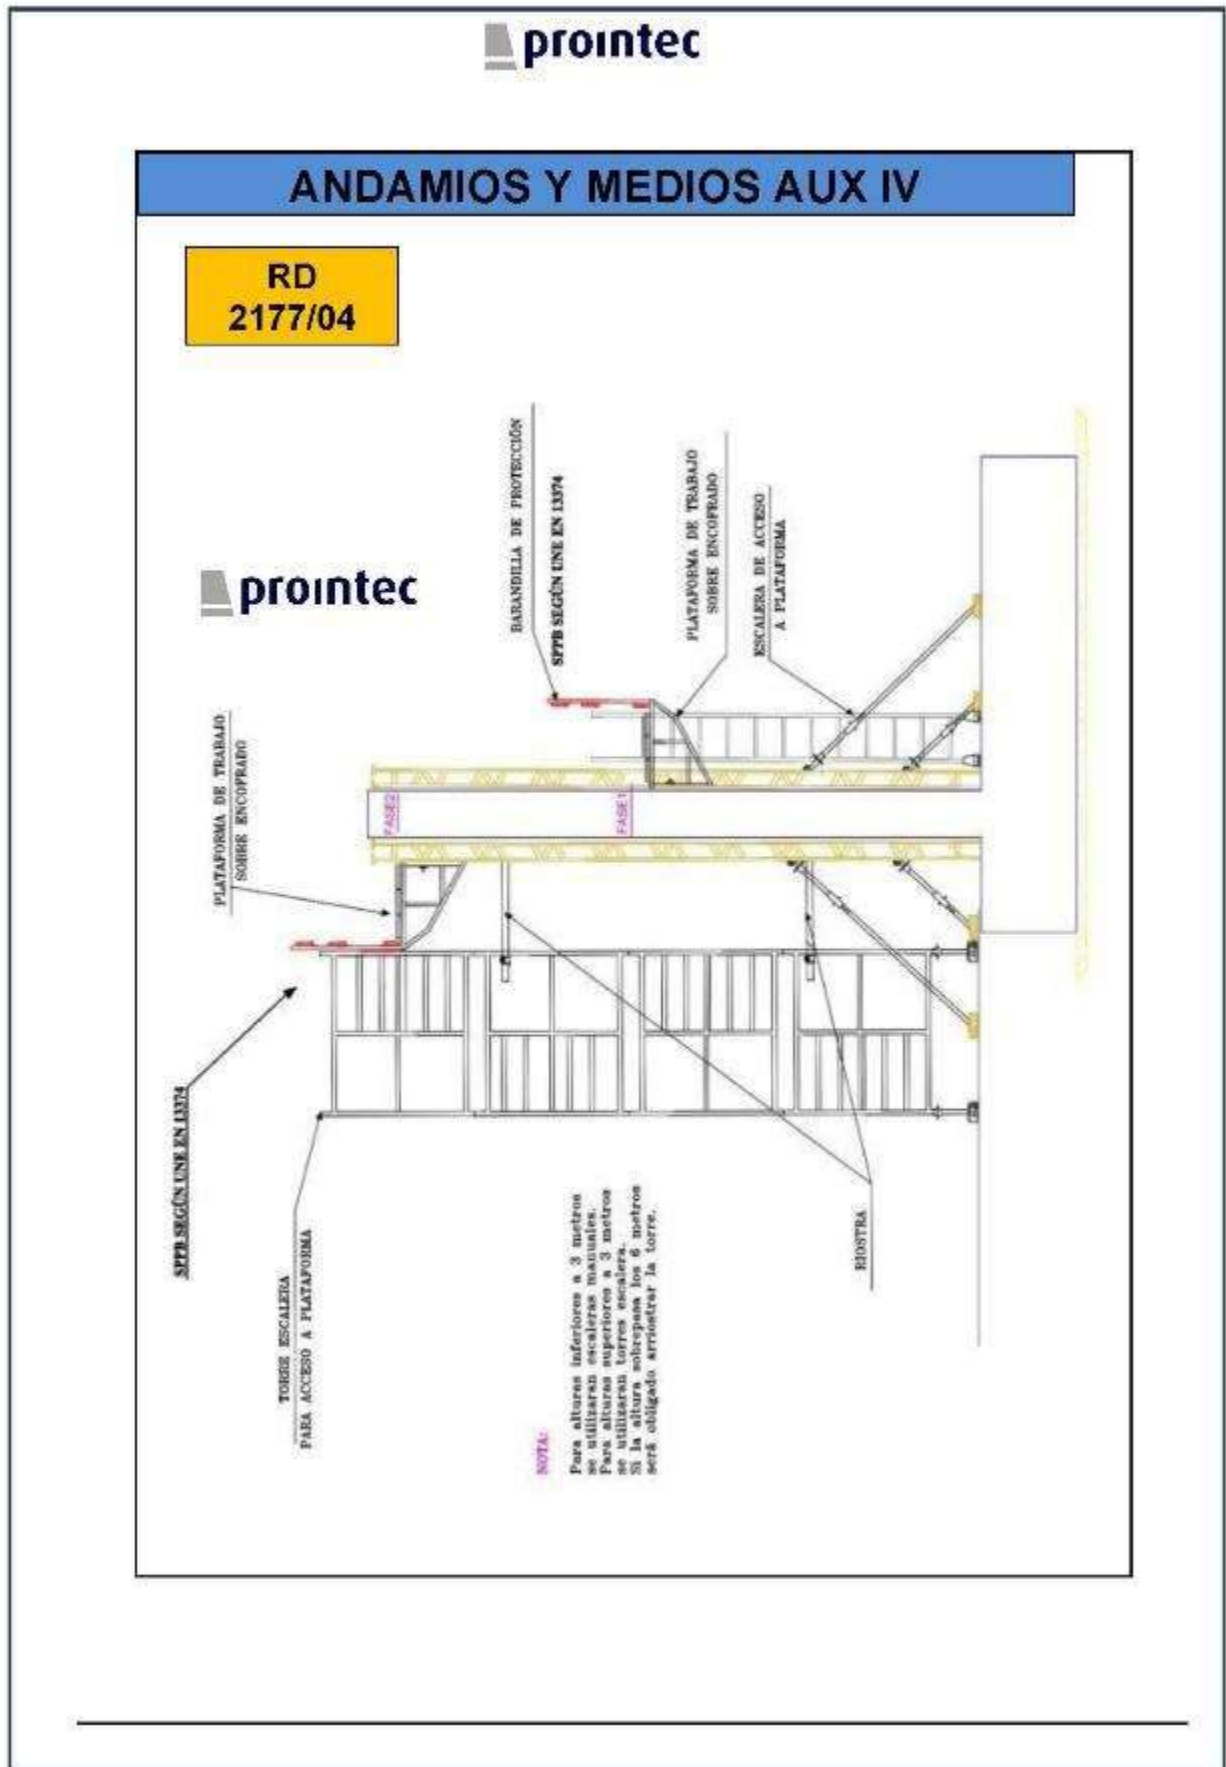 prointec
ANDAMIOS Y MEDIOS AUX IV
RD
2177/04
prointec
BARANDILLA DE PROTECCIÓN
SPPB SEGÚN UNE EN 13374
PLATAFORMA DE TRABAJO
SOBRE ENCOFRADO
ESCALERA DE ACCESO
A PLATAFORMA
PLATAFORMA DE TRABAJO
SOBRE ENCOFRADO
FASE2
FASE1
SPPB SEGÚN UNE EN 13374
TORRE ESCALERA
PARA ACCESO A PLATAFORMA
RIOSTRA
NOTA:
Para alturas inferiores a 3 metros
se utilizaran escaleras manuales.
Para alturas superiores a 3 metros
se utilizaran torres escalera.
Si la altura sobrepasa los 6 metros
será obligado arriostrar la torre.